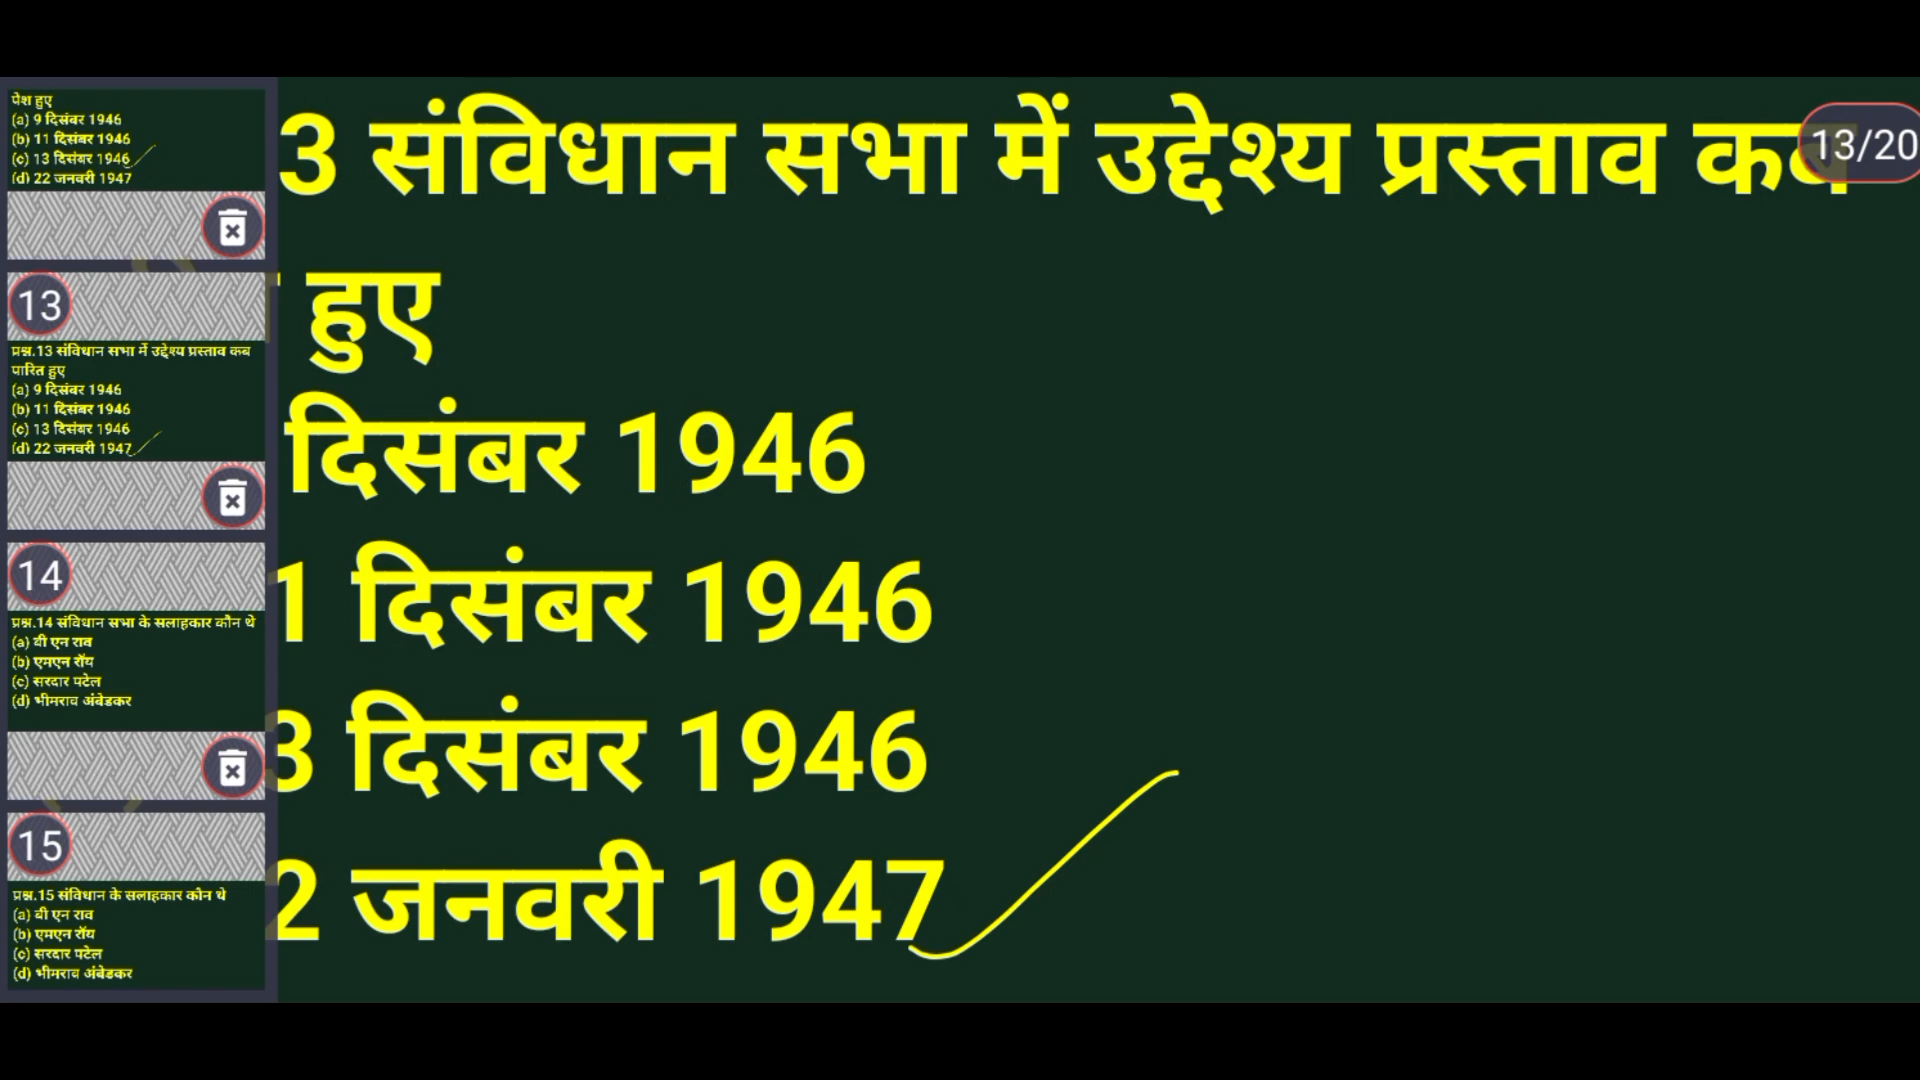 पेश हुए
(a) 9 दिसंबर 1946
(b) 11 दिसंबर 1946
(c) 13 दिसंबर 1946
(d) 22 जनवरी 1947
13
प्रश्न.13 संविधान सभा में उद्देश्य प्रस्ताव कब
पारित हुए
(a) 9 दिसंबर 1946
(b) 11 दिसंबर 1946
(c) 13 दिसंबर 1946
(d) 22 जनवरी 1947
14
प्रश्न.14 संविधान सभा के सलाहकार कौन थे
(a) वी एन राव
(b) एमएन रॉय
(c) सरदार पटेल
(d) भीमराव अंबेडकर
15
प्रश्न.15 संविधान के सलाहकार कौन थे
(a) बी एन राव
(b) एमएन रॉय
(c) सरदार पटेल
(d) भीमराव अंबेडकर
3 संविधान सभा में उद्देश्य प्रस्ताव कब
13/20
हुए
दिसंबर 1946
1 दिसंबर 1946
3 दिसंबर 1946
2 जनवरी 1947